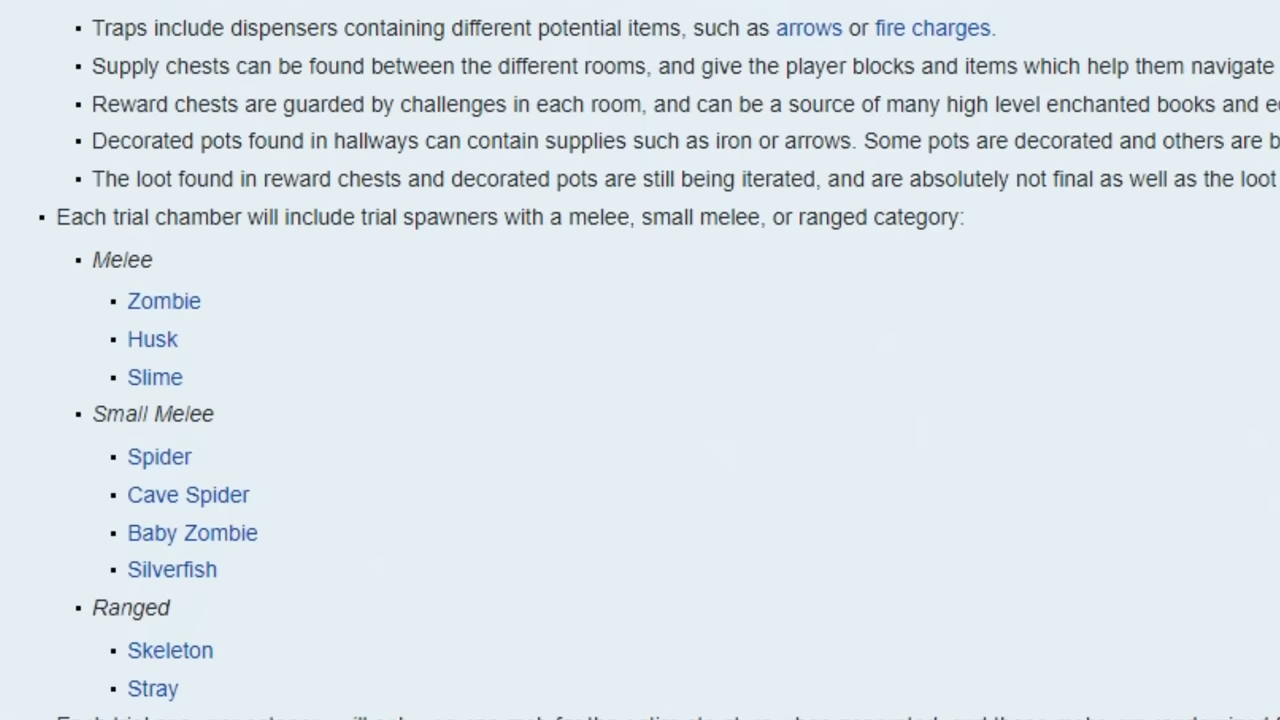 Traps include dispensers containing different potential items, such as arrows or fire charges.
Supply chests can be found between the different rooms, and give the player blocks and items which help them navigate
Reward chests are guarded by challenges in each room, and can be a source of many high level enchanted books and
Decorated pots found in hallways can contain supplies such as iron or arrows. Some pots are decorated and others are
The loot found in reward chests and decorated pots are still being iterated, and are absolutely not final as well as the loot
Each trial chamber will include trial spawners with a melee, small melee, or ranged category:
Melee
Zombie
Husk
Slime
Small Melee
Spider
Cave Spider
Baby Zombie
Silverfish
Ranged
Skeleton
Stray